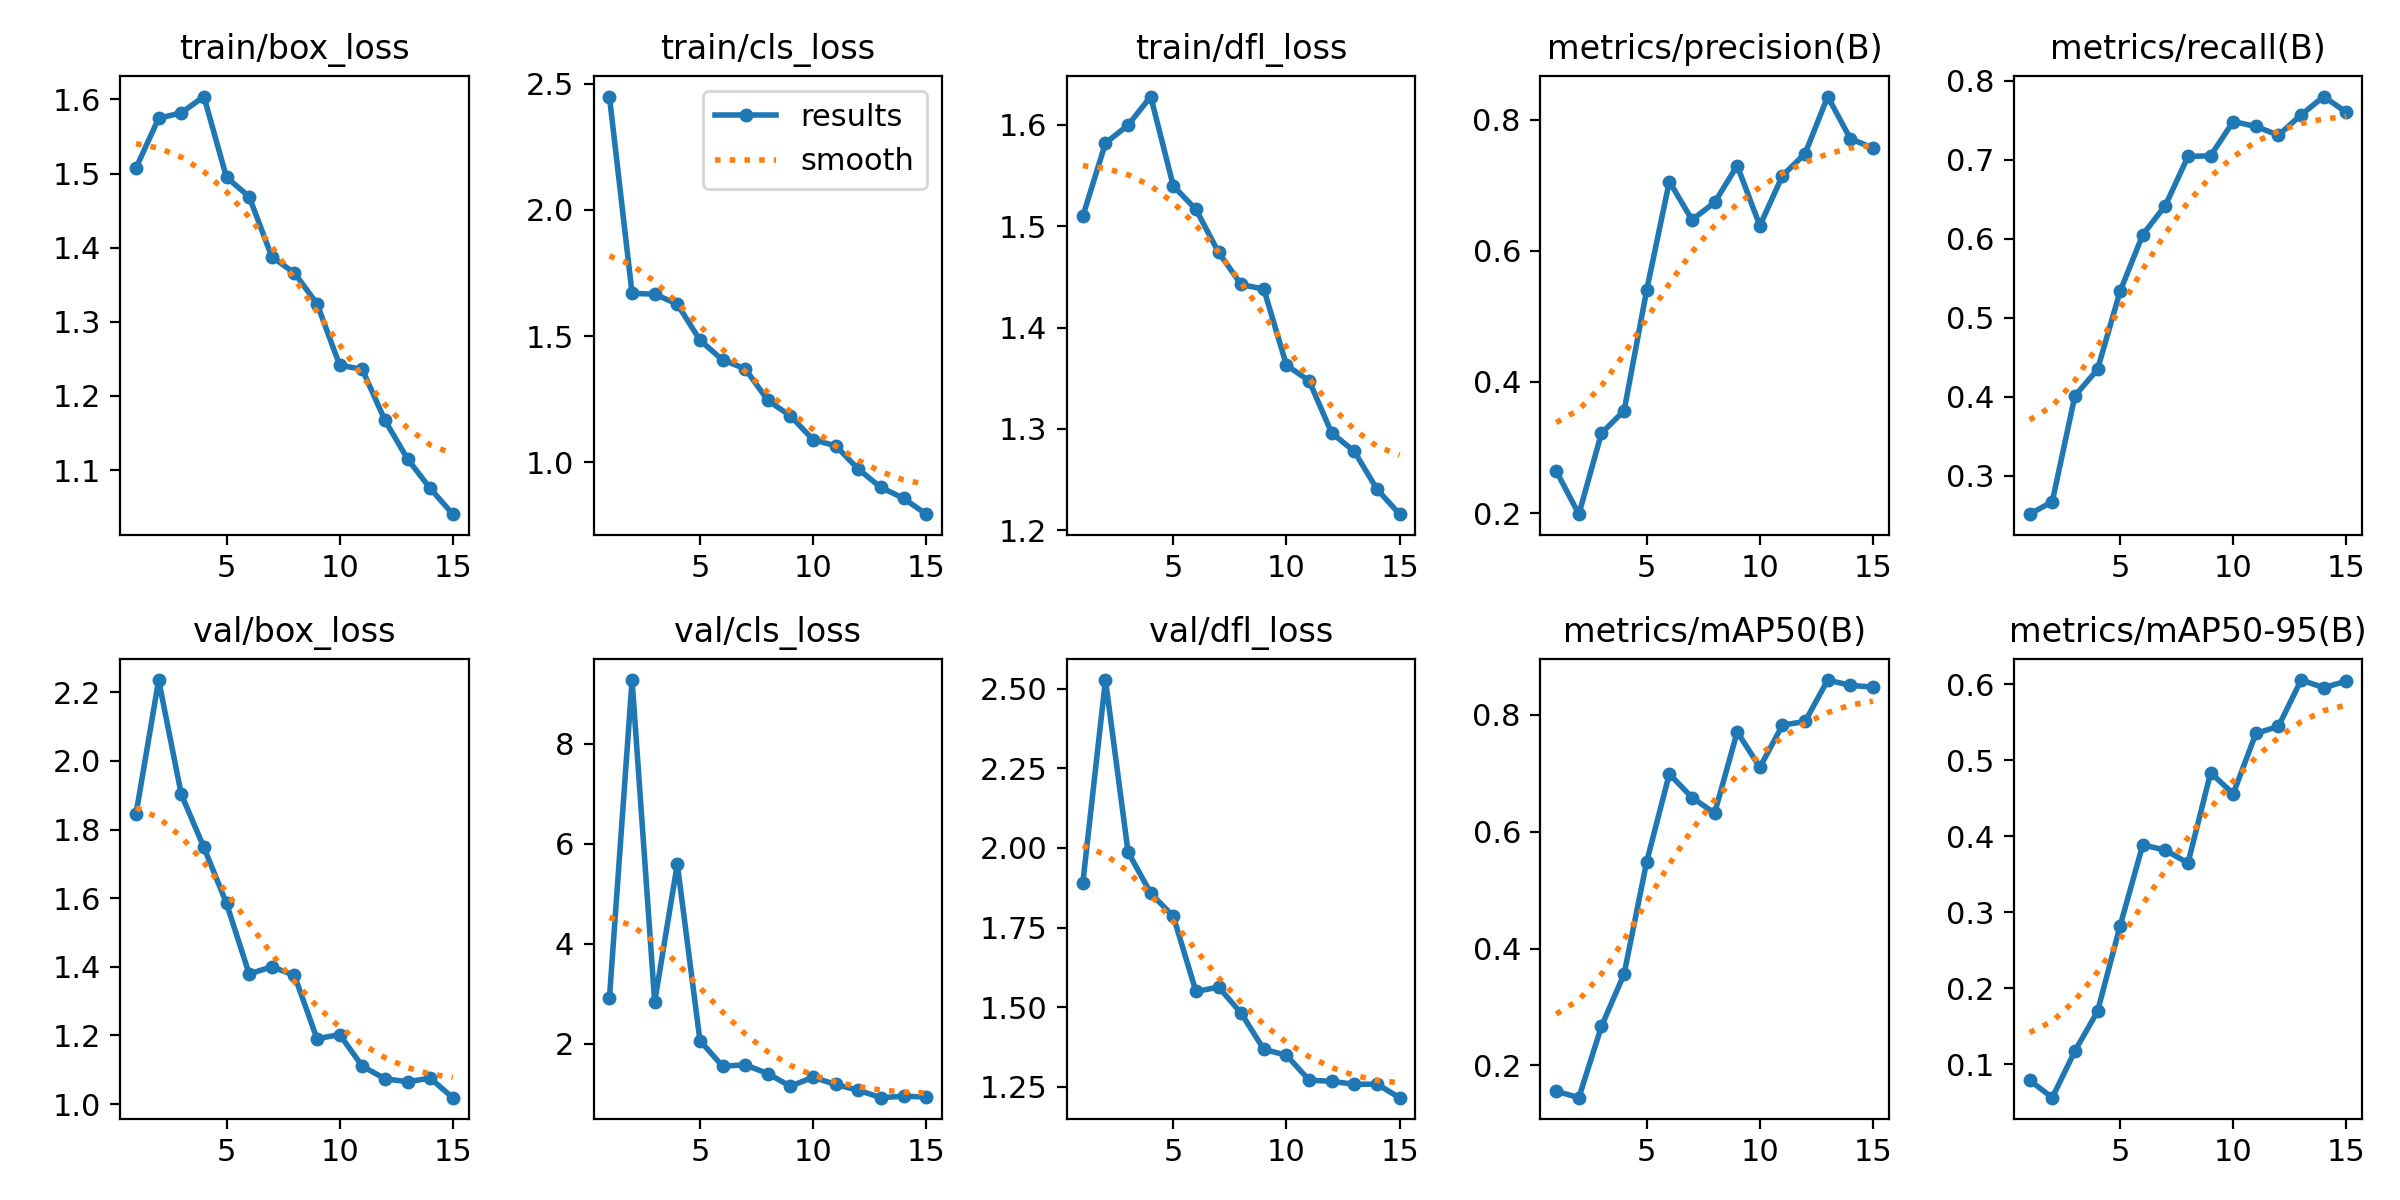 train/box_loss
1.6
1.5
1.4
1.3
1.2
1.1
5 10 15
train/cls_loss
2.5
2.0
1.5
1.0
results
smooth
5 10 15
train/dfl_loss
1.6
1.5
1.4
1.3
1.2
5 10 15
metrics/precision(B)
0.8
0.6
0.4
0.2
5 10 15
metrics/recall(B)
0.8
0.7
0.6
0.5
0.4
0.3
5 10 15
val/box_loss
2.2
2.0
1.8
1.6
1.4
1.2
1.0
5 10 15
val/cls_loss
8
6
4
2
5 10 15
val/dfl_loss
2.50
2.25
2.00
1.75
1.50
1.25
5 10 15
metrics/mAP50(B)
0.8
0.6
0.4
0.2
5 10 15
metrics/mAP50-95(B)
0.6
0.5
0.4
0.3
0.2
0.1
5 10 15